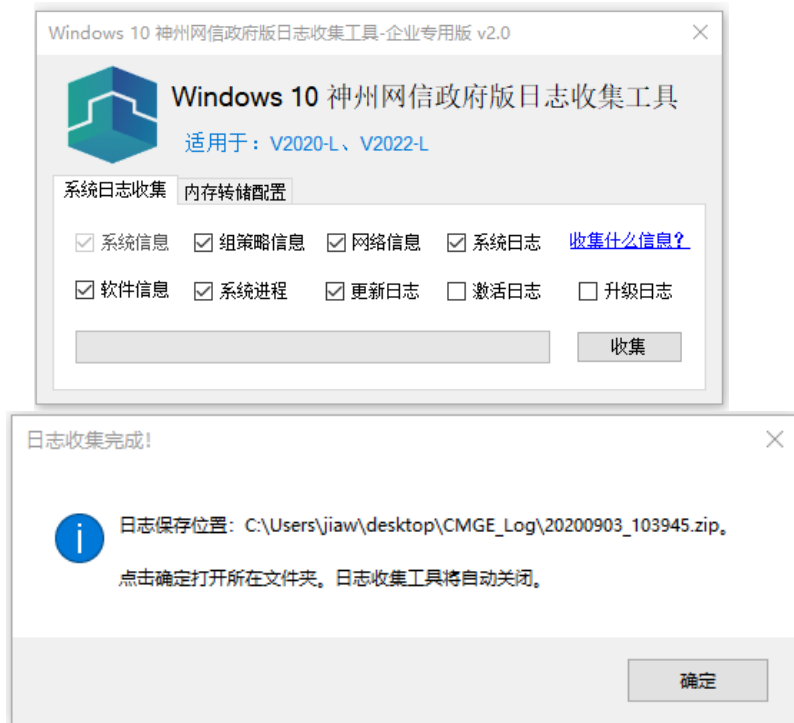 Windows 10 神州网信政府版日志收集工具-企业专用版 v2.0
Windows 10 神州网信政府版日志收集工具
适用于：V2020-L、V2022-L
系统日志收集 内存转储配置
系统信息 组策略信息 网络信息 系统日志 收集什么信息？
软件信息 系统进程 更新日志 激活日志 升级日志
收集
日志收集完成！
日志保存位置：C:\Users\jiaw\desktop\CMGE_Log\20200903_103945.zip。
点击确定打开所在文件夹。日志收集工具将自动关闭。
确定